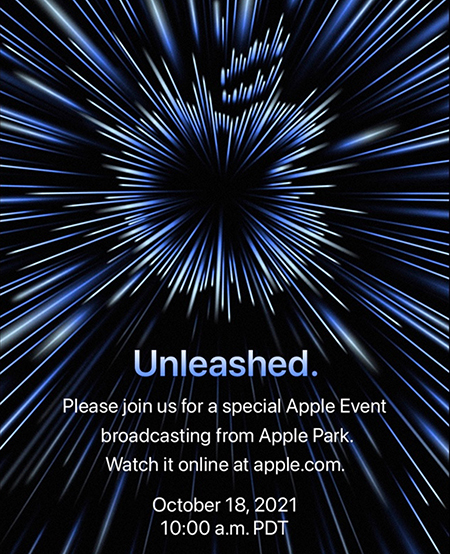 Unleashed.
Please join us for a special Apple Event
broadcasting from Apple Park.
Watch it online at apple.com.
October 18, 2021
10:00 a.m. PDT